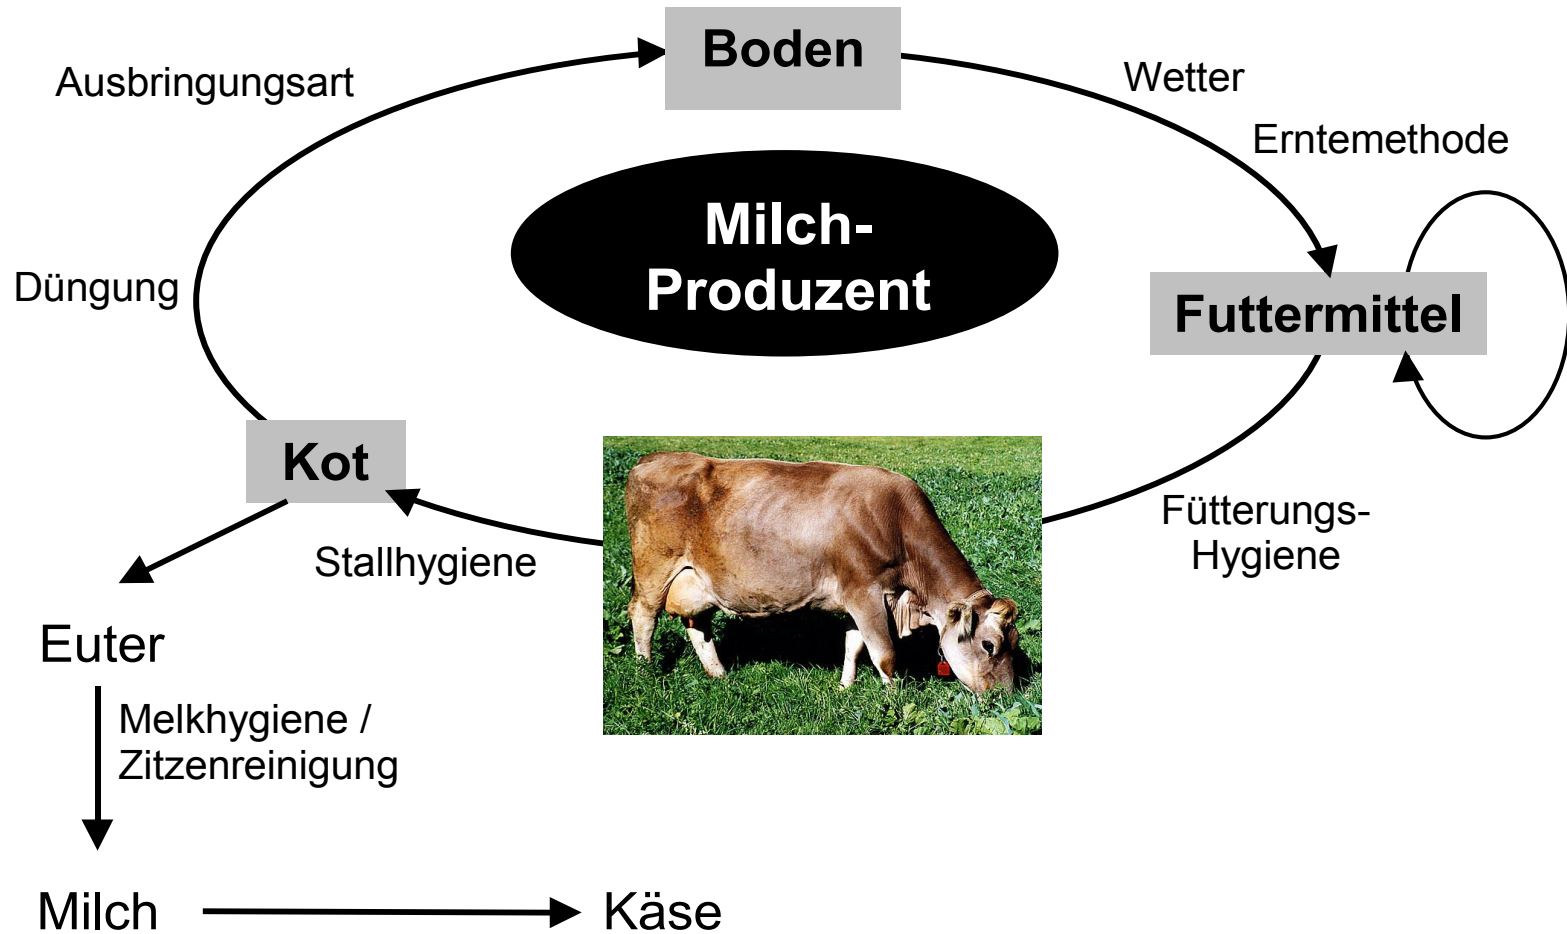 Boden
Ausbringungsart
Wetter
Erntemethode
Milch-
Produzent
Düngung
Futtermittel
Kot
Stallhygiene
Fütterungs-
Hygiene
Euter
Melkhygiene /
Zitzenreinigung
Milch
Käse